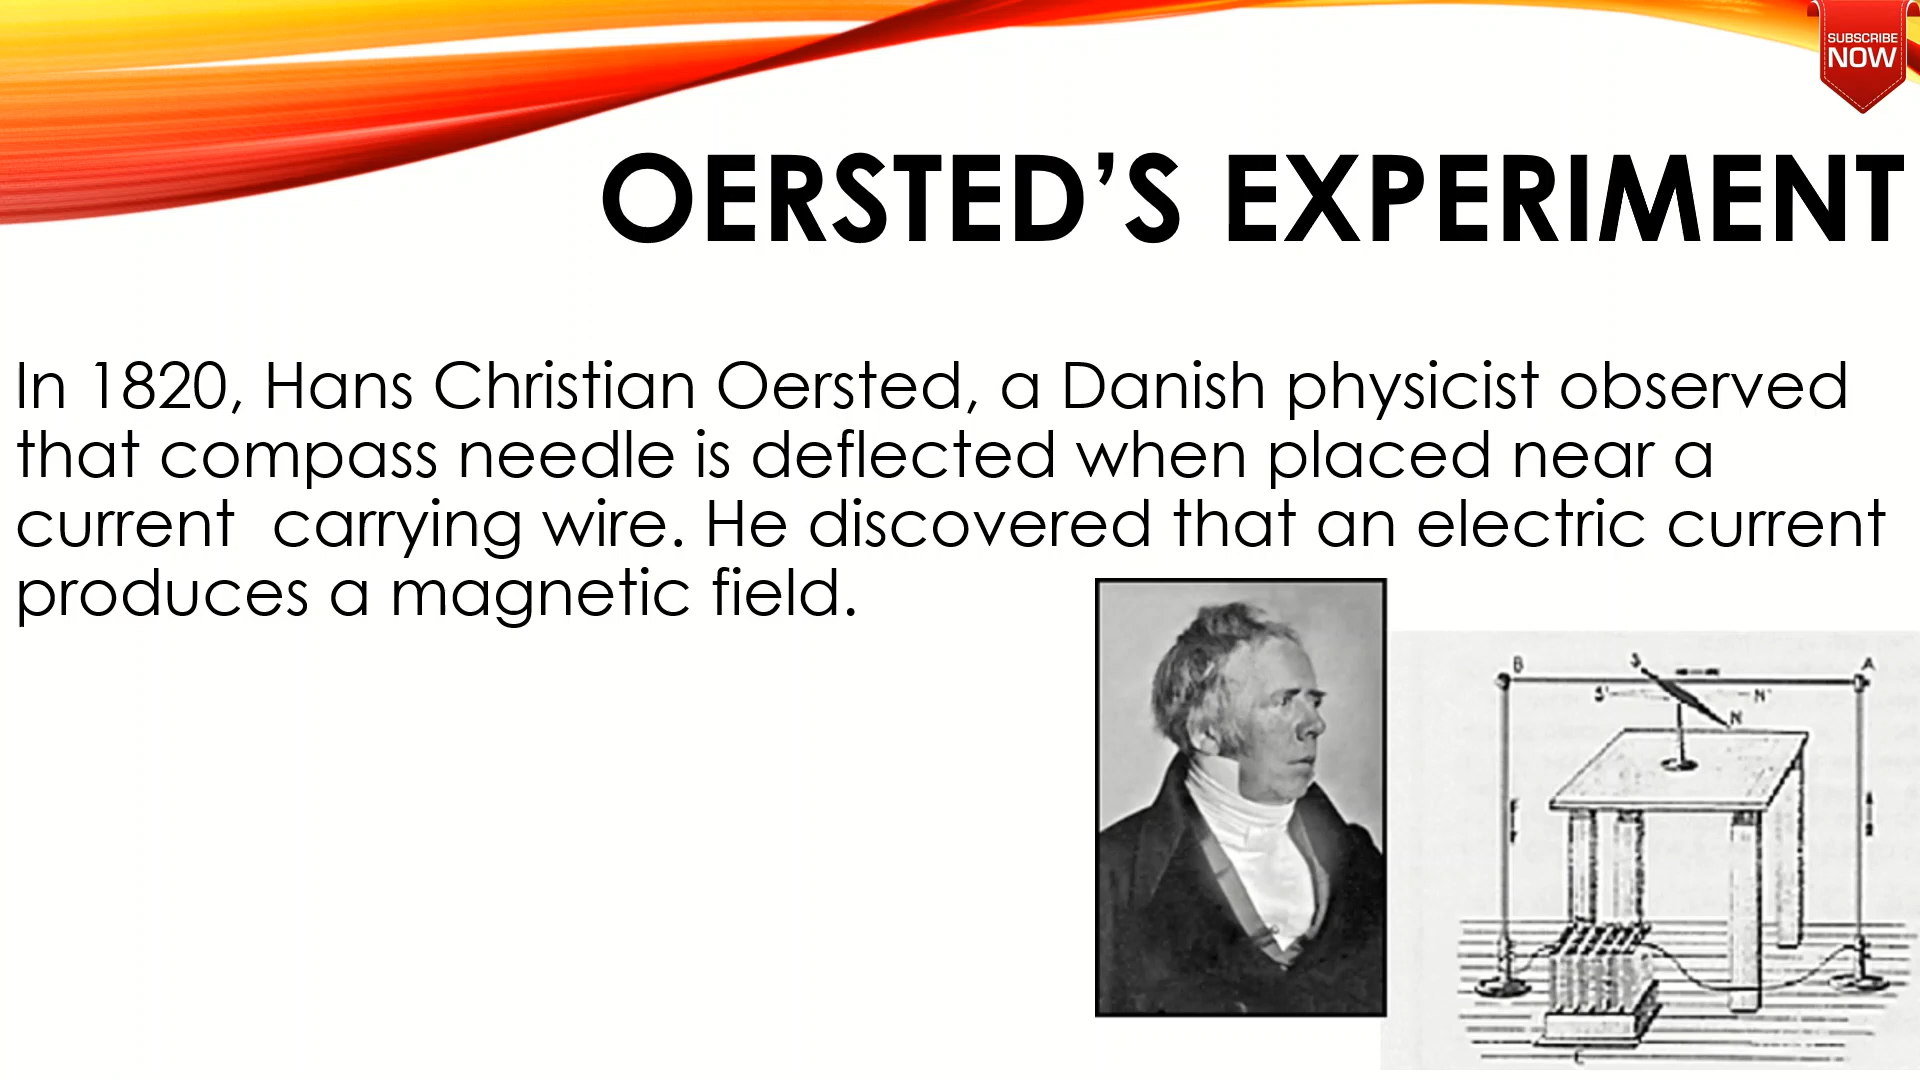 SUBSCRIBE
NOW
OERSTED’S EXPERIMENT
In 1820, Hans Christian Oersted, a Danish physicist observed
that compass needle is deflected when placed near a
current  carrying wire. He discovered that an electric current
produces a magnetic field.
B
S
A
S'
N'
N
C